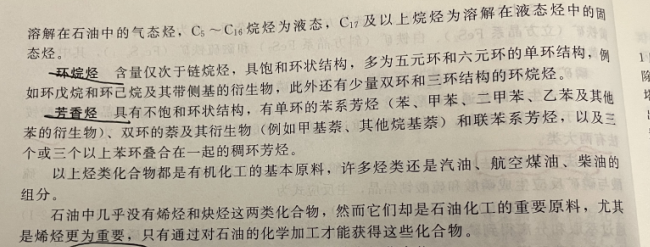 溶解在石油中的气态烃，C₅～C₁₆烷烃为液态，C₁₇及以上烷烃为溶解在液态烃中的固
态烃。
环烷烃 含量仅次于链烷烃，具饱和环状结构，多为五元环和六元环的单环结构，例
如环戊烷和环己烷及其带侧基的衍生物，此外还有少量双环和三环结构的环烷烃。
芳香烃 具有不饱和环状结构，有单环的苯系芳烃（苯、甲苯、二甲苯、乙苯及其他
苯的衍生物）、双环的萘及其衍生物（例如甲基萘、其他烷基萘）和联苯系芳烃，以及三
个或三个以上苯环叠合在一起的稠环芳烃。
以上烃类化合物都是有机化工的基本原料，许多烃类还是汽油、航空煤油、柴油的
组分。
石油中几乎没有烯烃和炔烃这两类化合物，然而它们却是石油化工的重要原料，尤其
是烯烃更为重要，只有通过对石油的化学加工才能获得这些化合物。